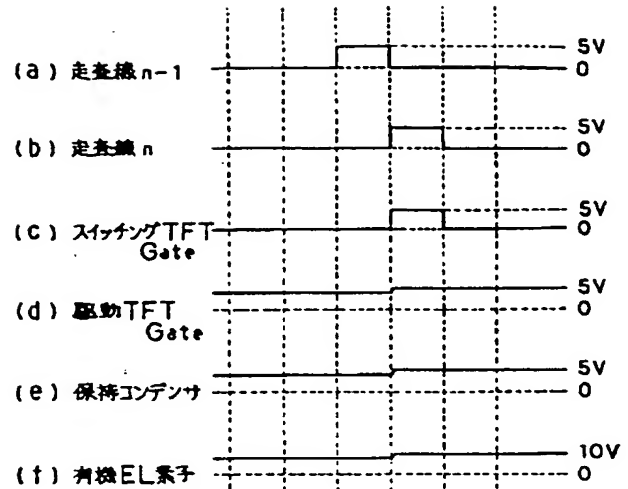 5V
(a) 走査線 n-1
0
5V
(b) 走査線 n
0
5V
(c) スイッチングTFT
0
Gate
5V
(d) 駆動TFT
0
Gate
5V
(e) 保持コンデンサ
0
10V
(f) 有機EL素子
0